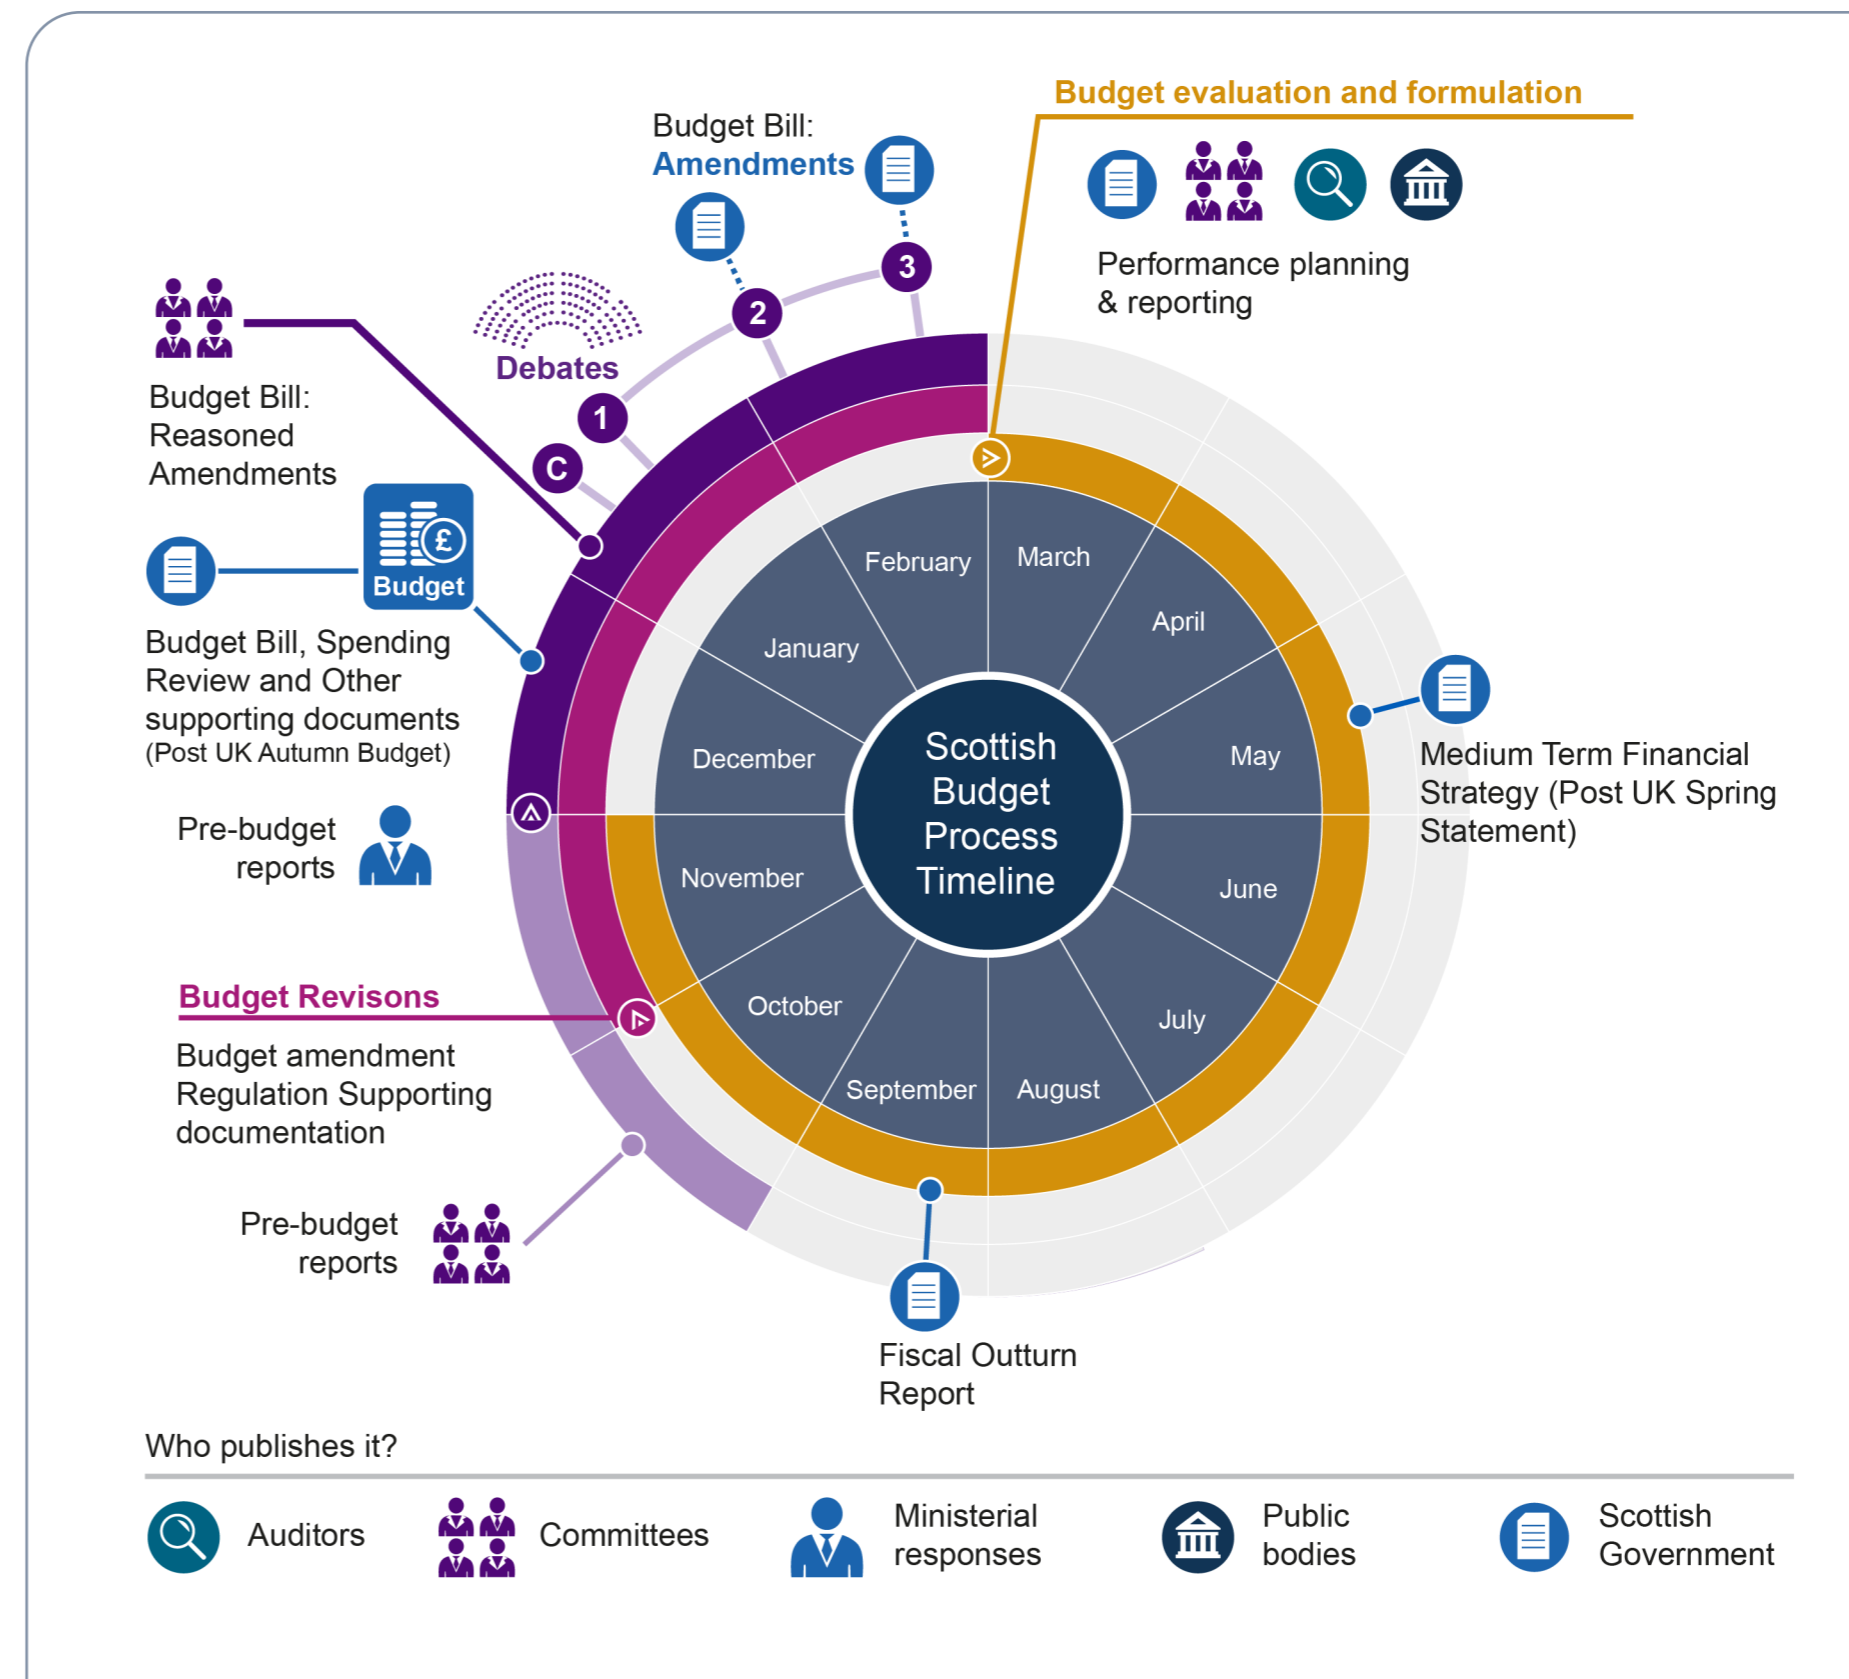 Budget evaluation and formulation
Performance planning
& reporting
Budget Bill:
Amendments
3
2
Debates
1
C
Budget Bill:
Reasoned
Amendments
£
Budget
Budget Bill, Spending
Review and Other
supporting documents
(Post UK Autumn Budget)
Pre-budget
reports
Budget Revisons
Budget amendment
Regulation Supporting
documentation
Pre-budget
reports
February
March
January
April
December
May
November
June
October
July
September
August
Scottish
Budget
Process
Timeline
Medium Term Financial
Strategy (Post UK Spring
Statement)
Fiscal Outturn
Report
Who publishes it?
Auditors
Committees
Ministerial
responses
Public
bodies
Scottish
Government